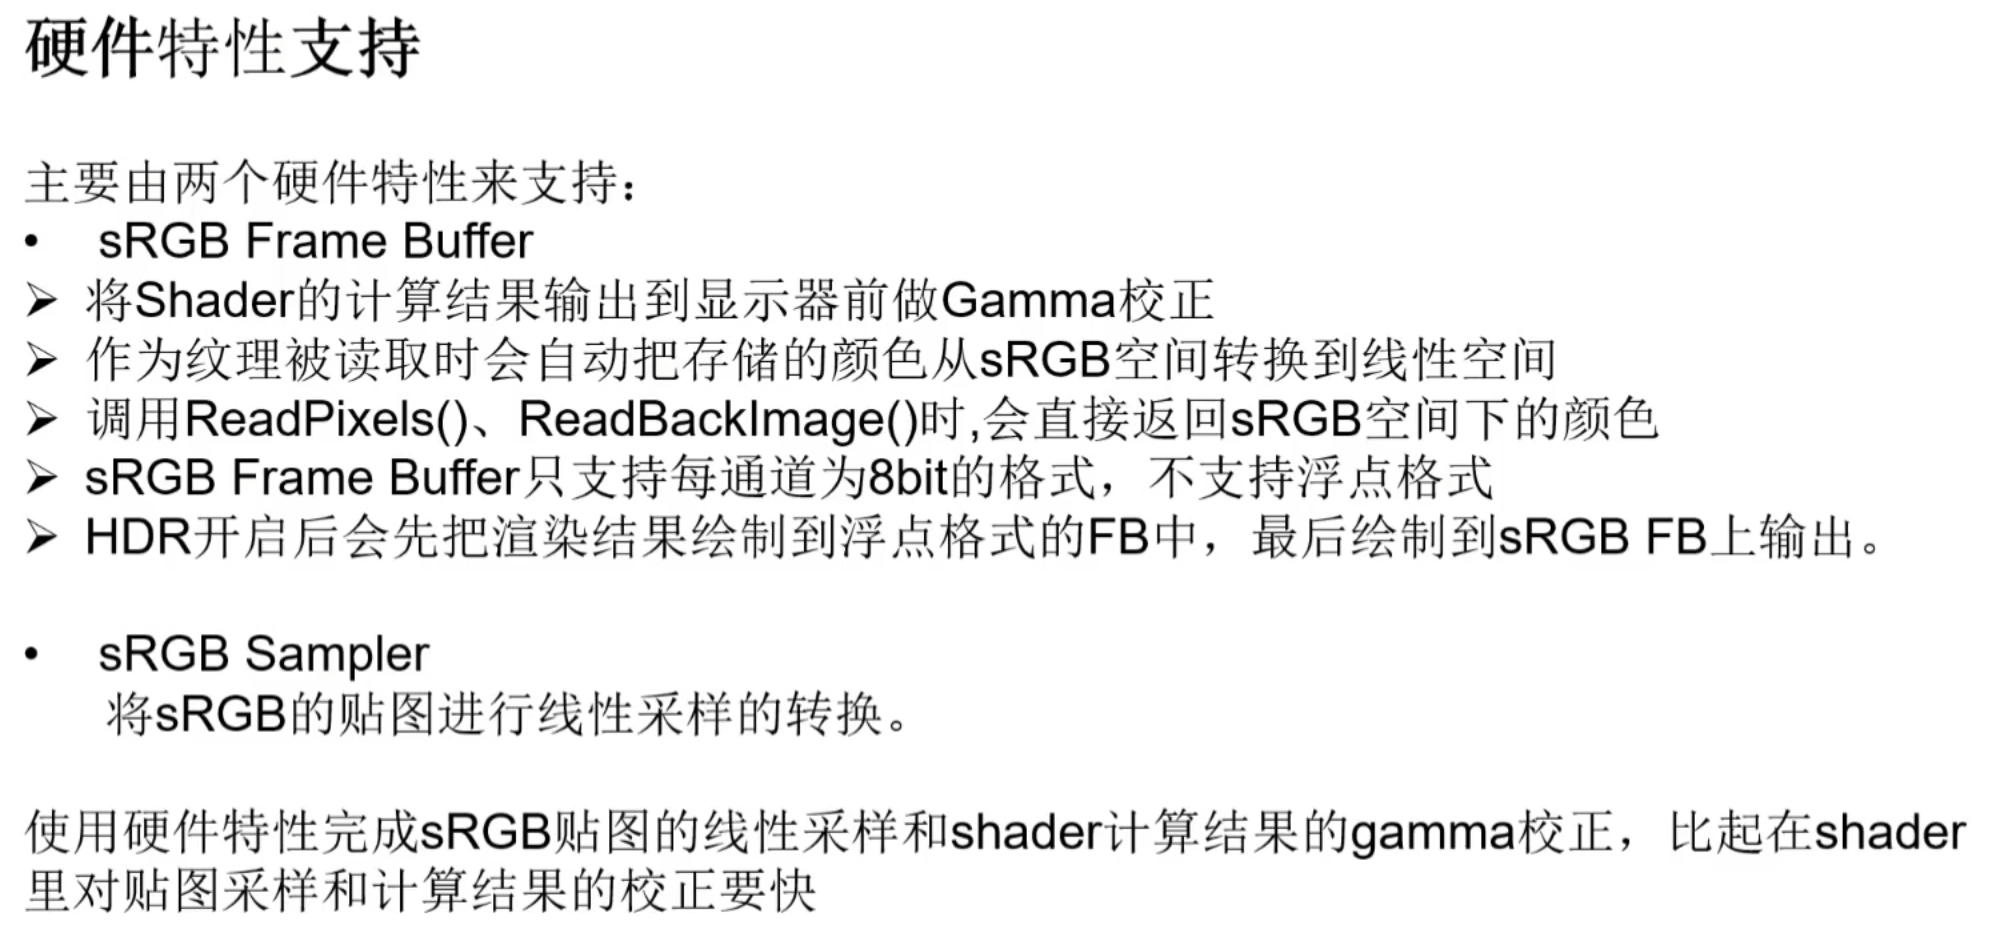 硬件特性支持
主要由两个硬件特性来支持：
• sRGB Frame Buffer
➢ 将Shader的计算结果输出到显示器前做Gamma校正
➢ 作为纹理被读取时会自动把存储的颜色从sRGB空间转换到线性空间
➢ 调用ReadPixels()、ReadBackImage()时,会直接返回sRGB空间下的颜色
➢ sRGB Frame Buffer只支持每通道为8bit的格式，不支持浮点格式
➢ HDR开启后会先把渲染结果绘制到浮点格式的FB中，最后绘制到sRGB FB上输出。
• sRGB Sampler
将sRGB的贴图进行线性采样的转换。
使用硬件特性完成sRGB贴图的线性采样和shader计算结果的gamma校正，比起在shader
里对贴图采样和计算结果的校正要快